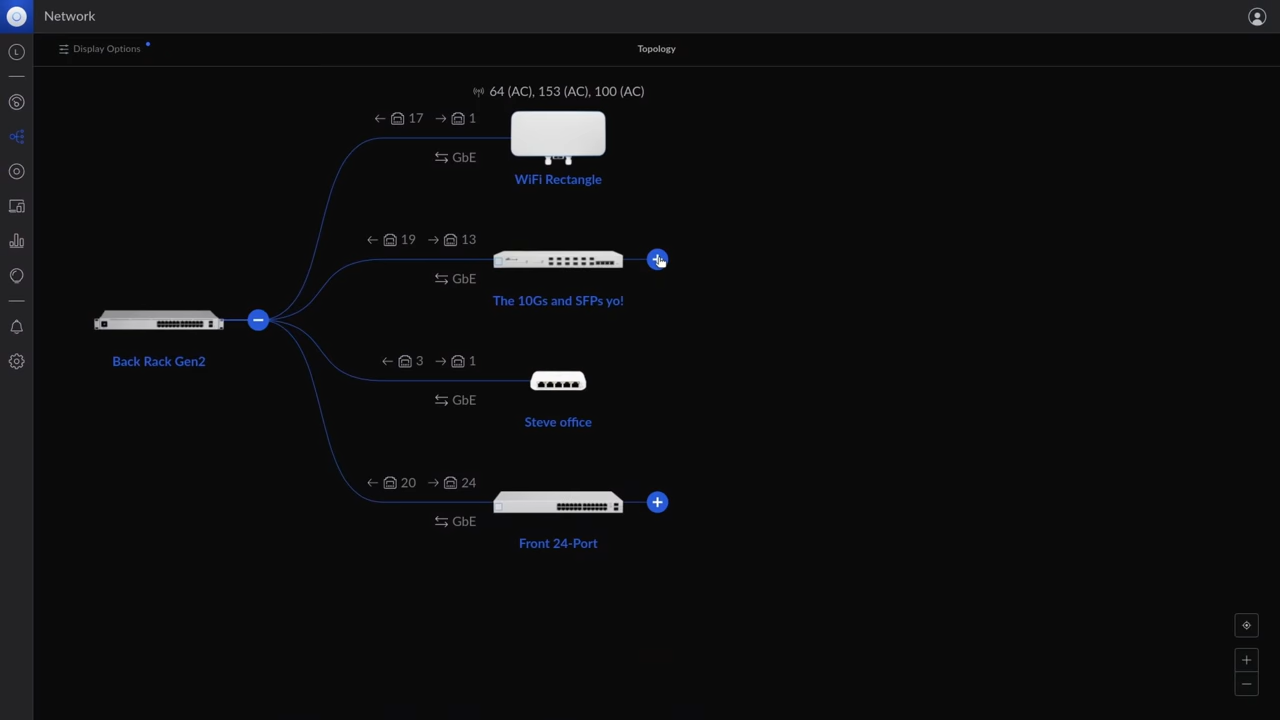 Network
L
Display Options
Topology
64 (AC), 153 (AC), 100 (AC)
17
1
GbE
WiFi Rectangle
19
13
GbE
The 10Gs and SFPs yo!
Back Rack Gen2
3
1
GbE
Steve office
20
24
GbE
Front 24-Port